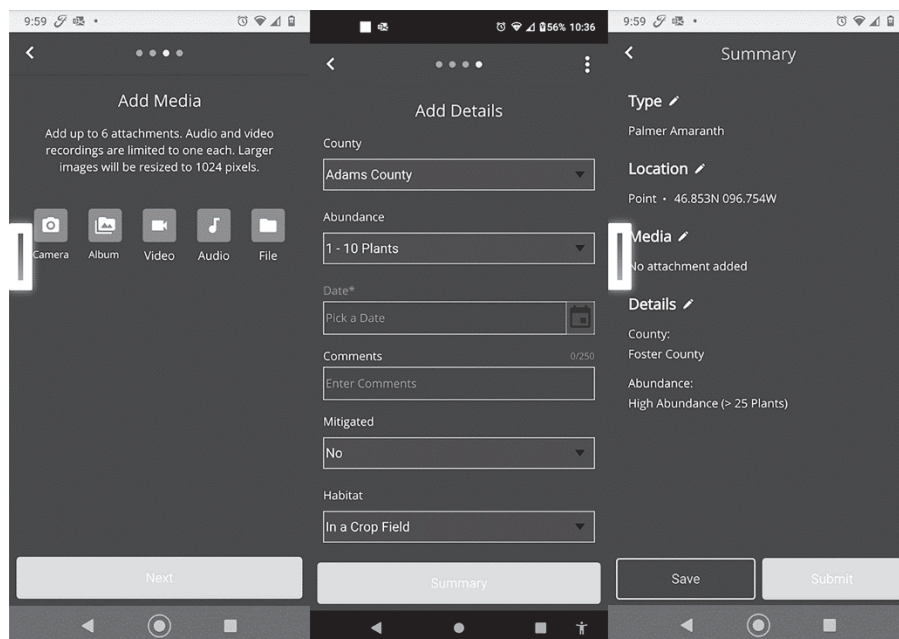 9:59
Add Media
Add up to 6 attachments. Audio and video
recordings are limited to one each. Larger
images will be resized to 1024 pixels.
Camera Album Video Audio File
Next
56% 10:36
Add Details
County
Adams County
Abundance
1 - 10 Plants
Date*
Pick a Date
Comments 0/250
Enter Comments
Mitigated
No
Habitat
In a Crop Field
Summary
9:59
Summary
Type
Palmer Amaranth
Location
Point • 46.853N 096.754W
Media
No attachment added
Details
County:
Foster County
Abundance:
High Abundance (> 25 Plants)
Save Submit